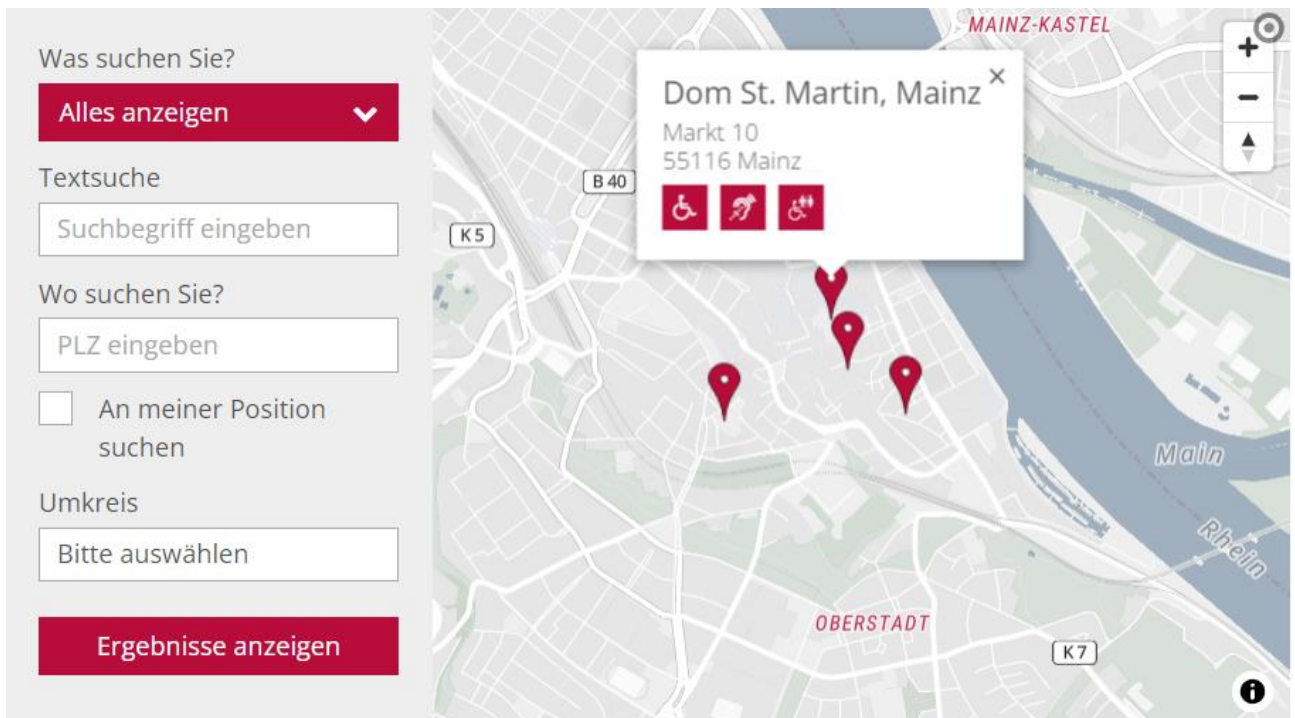 Was suchen Sie?
Alles anzeigen
Textsuche
Suchbegriff eingeben
Wo suchen Sie?
PLZ eingeben
An meiner Position
suchen
Umkreis
Bitte auswählen
Ergebnisse anzeigen
MAINZ-KASTEL
Dom St. Martin, Mainz
Markt 10
55116 Mainz
B 40
K 5
Main
Rhein
OBERSTADT
K 7